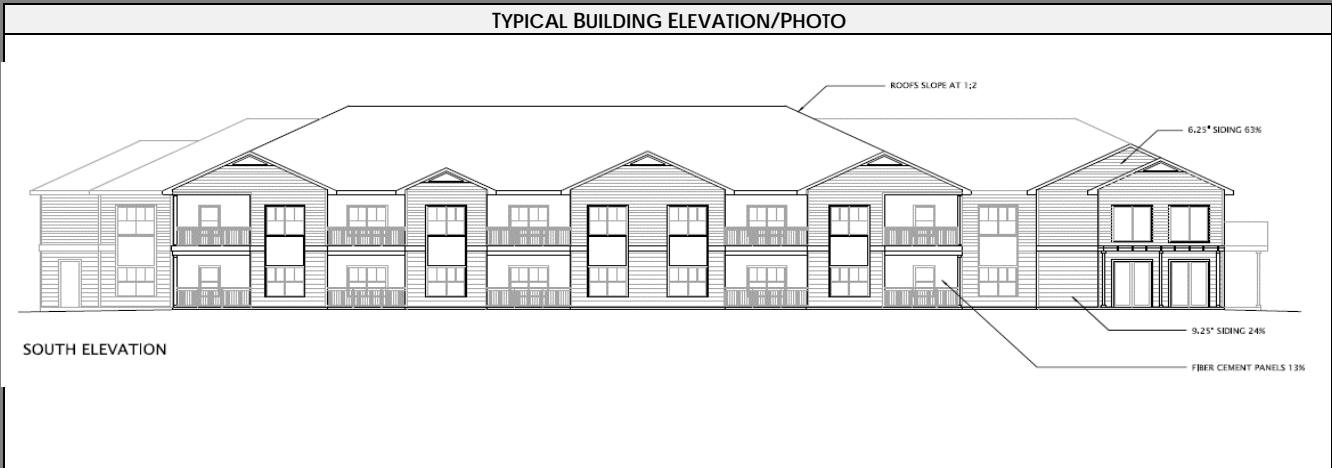 TYPICAL BUILDING ELEVATION/PHOTO
ROOFS SLOPE AT 1;2
6.25" SIDING 63%
9.25" SIDING 24%
SOUTH ELEVATION
FIBER CEMENT PANELS 13%